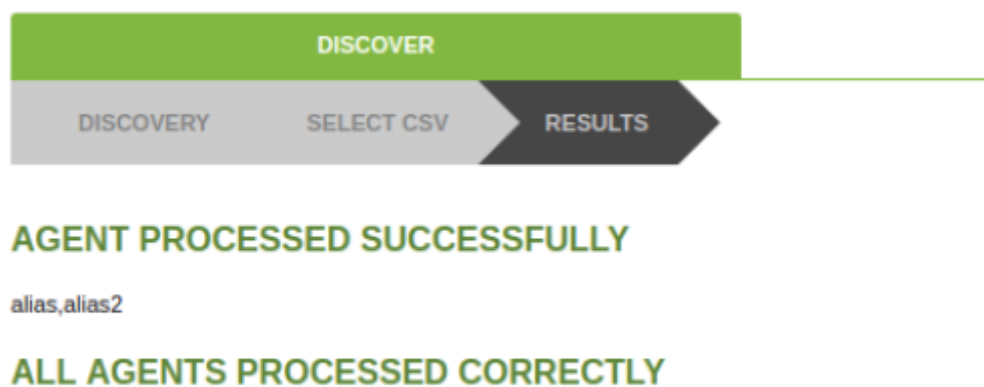 DISCOVER
DISCOVERY SELECT CSV RESULTS
AGENT PROCESSED SUCCESSFULLY
alias,alias2
ALL AGENTS PROCESSED CORRECTLY